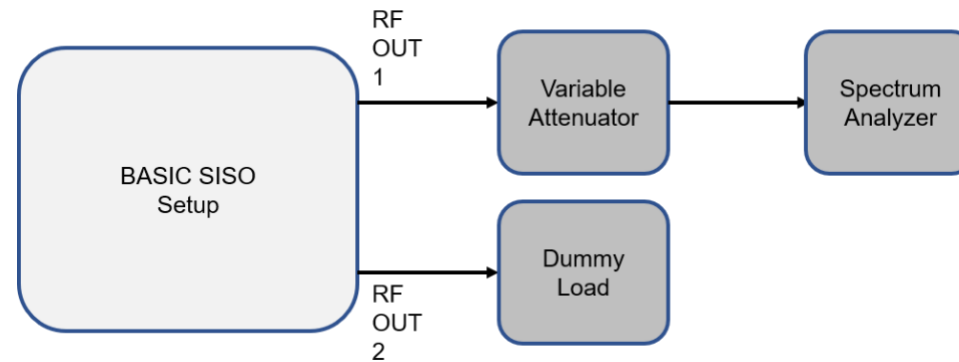 RF
OUT
1
Variable
Attenuator
Spectrum
Analyzer
BASIC SISO
Setup
Dummy
Load
RF
OUT
2